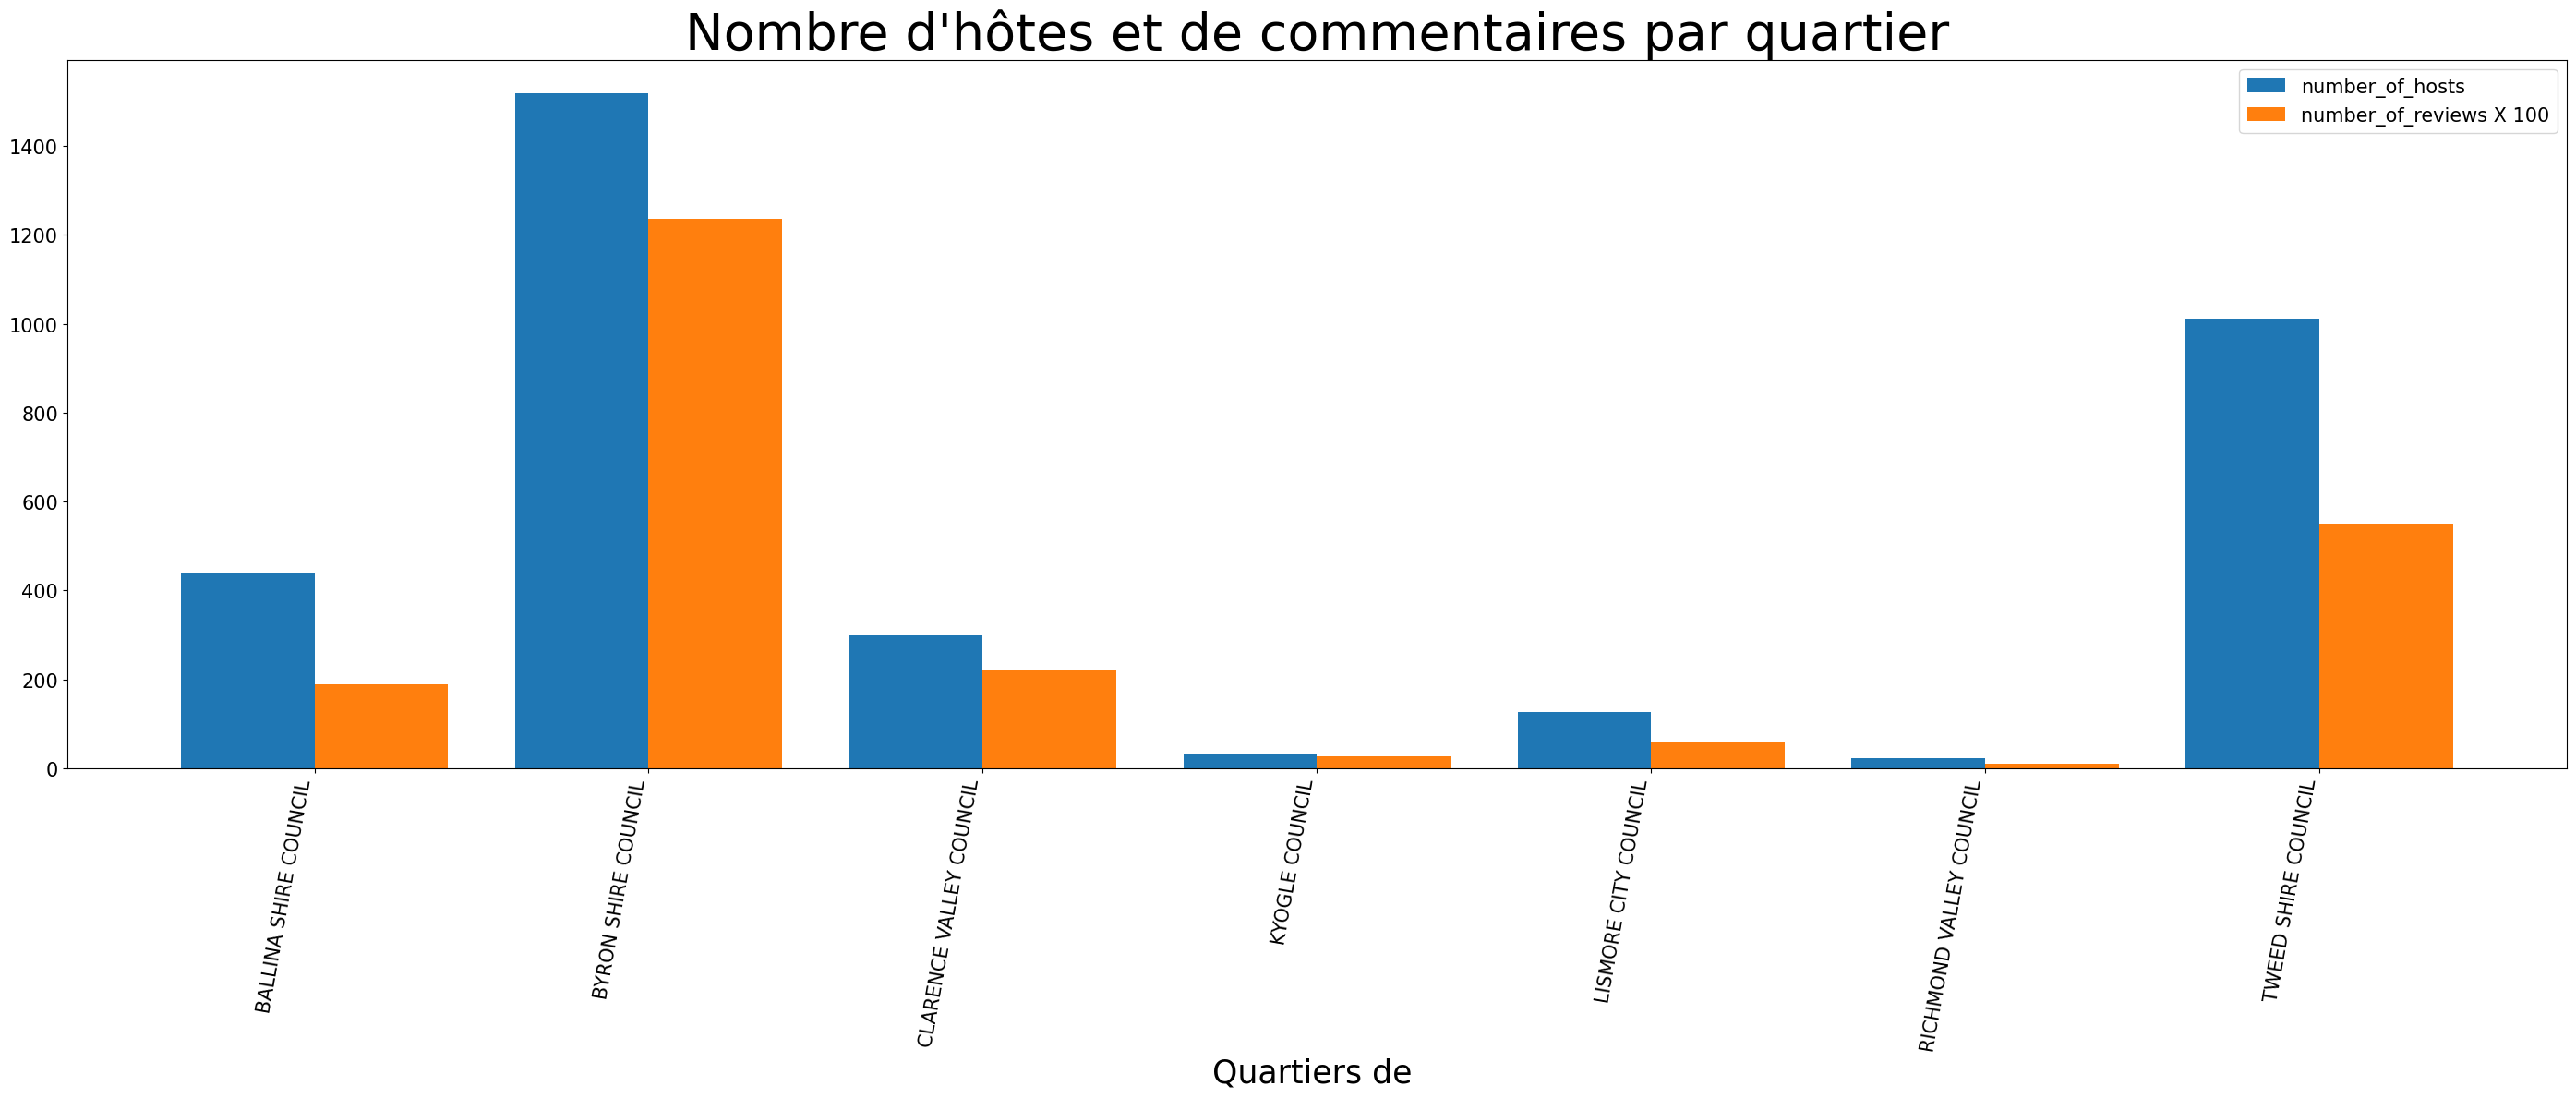 Nombre d'hôtes et de commentaires par quartier
number_of_hosts
number_of_reviews X 100
1400
1200
1000
800
600
400
200
0
BALLINA SHIRE COUNCIL
BYRON SHIRE COUNCIL
CLARENCE VALLEY COUNCIL
KYOGLE COUNCIL
LISMORE CITY COUNCIL
RICHMOND VALLEY COUNCIL
TWEED SHIRE COUNCIL
Quartiers de